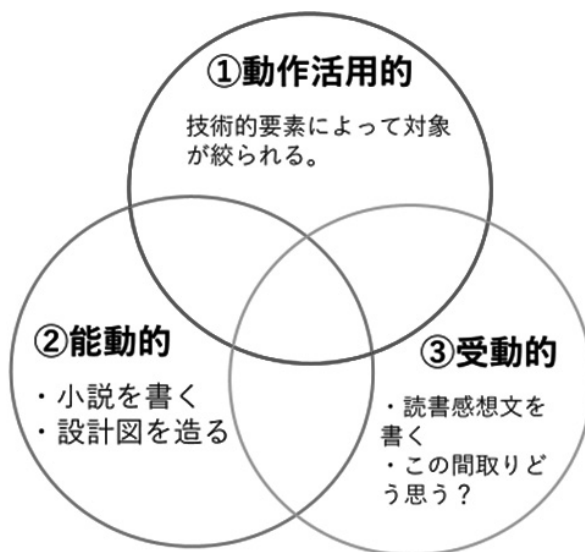 ①動作活用的
技術的要素によって対象
が絞られる。
②能動的
・小説を書く
・設計図を造る
③受動的
・読書感想文を
書く
・この間取りど
う思う？